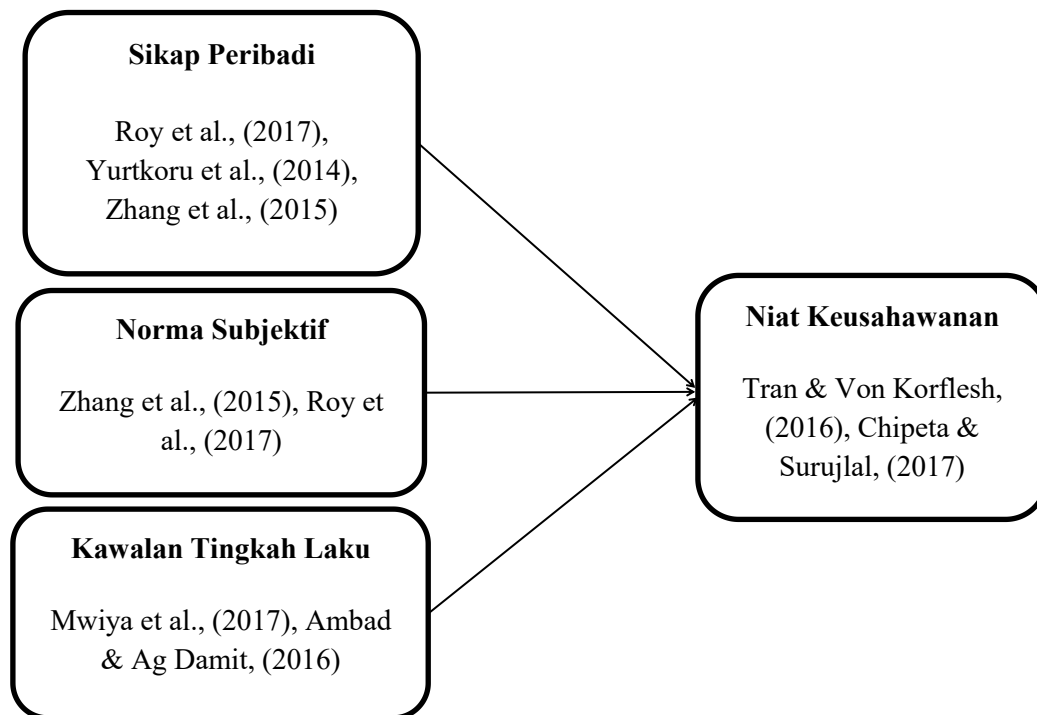 Sikap Peribadi
Roy et al., (2017),
Yurtkoru et al., (2014),
Zhang et al., (2015)
Norma Subjektif
Zhang et al., (2015), Roy et
al., (2017)
Kawalan Tingkah Laku
Mwiya et al., (2017), Ambad
& Ag Damit, (2016)
Niat Keusahawanan
Tran & Von Korflesh,
(2016), Chipeta &
Surujlal, (2017)